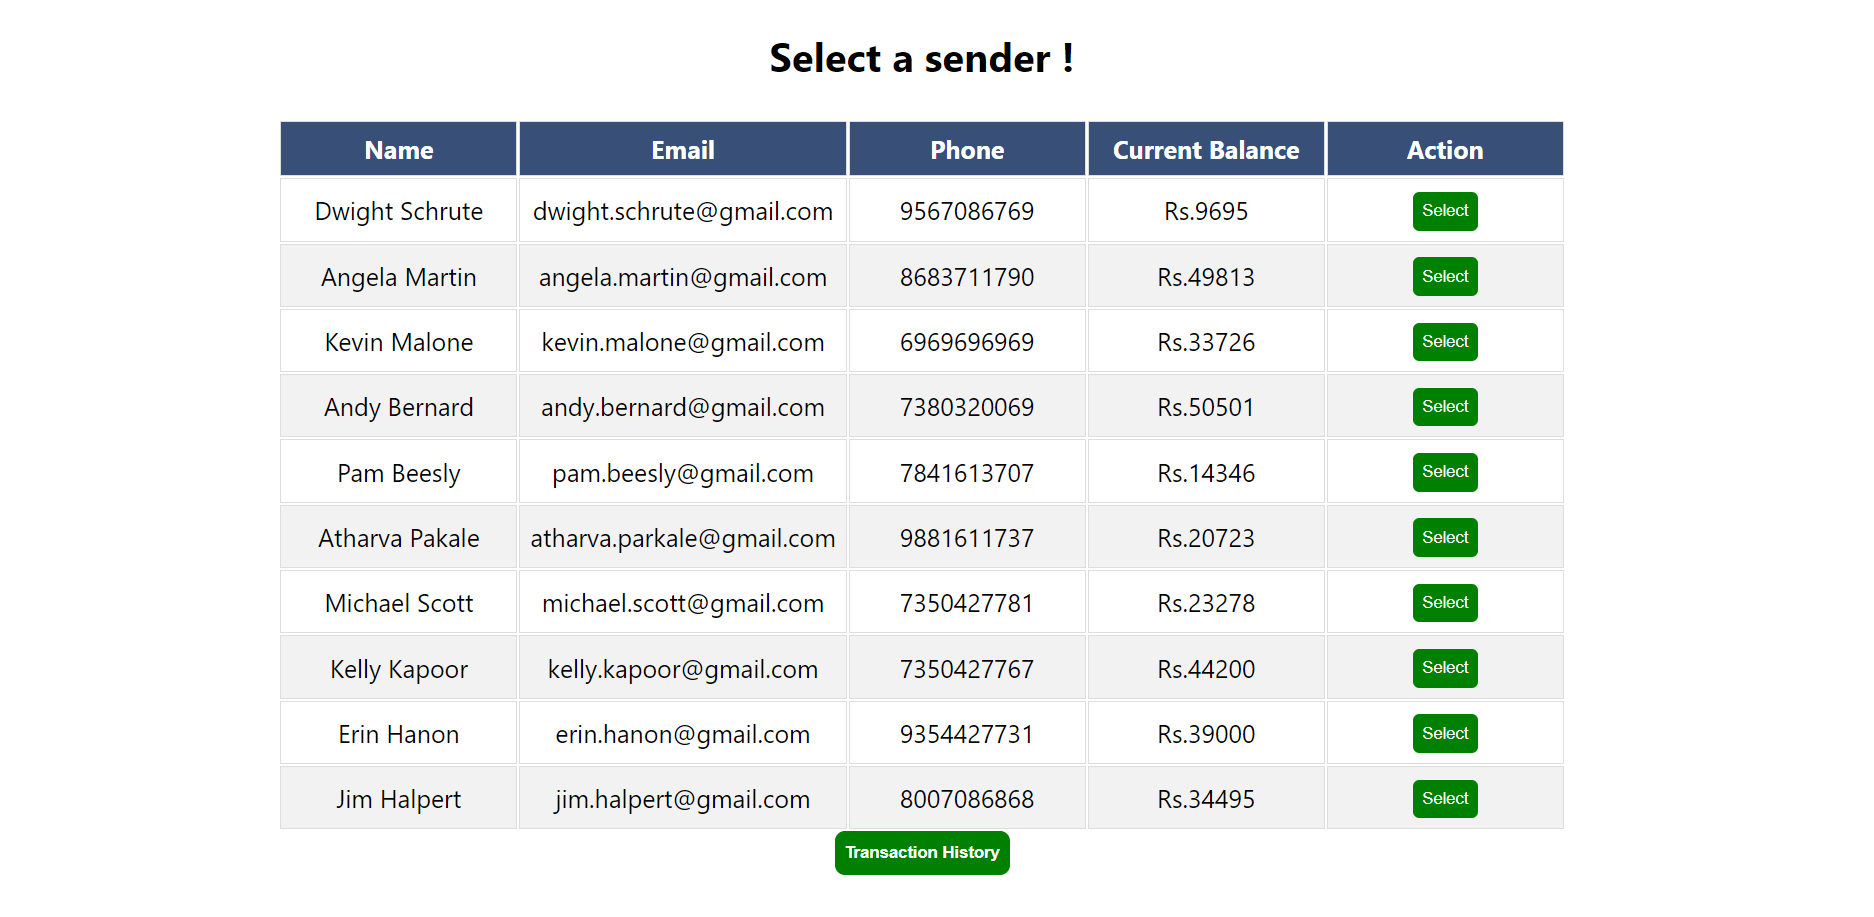 Select a sender !
Name Email Phone Current Balance Action
Dwight Schrute dwight.schrute@gmail.com 9567086769 Rs.9695 Select
Angela Martin angela.martin@gmail.com 8683711790 Rs.49813 Select
Kevin Malone kevin.malone@gmail.com 6969696969 Rs.33726 Select
Andy Bernard andy.bernard@gmail.com 7380320069 Rs.50501 Select
Pam Beesly pam.beesly@gmail.com 7841613707 Rs.14346 Select
Atharva Pakale atharva.parkale@gmail.com 9881611737 Rs.20723 Select
Michael Scott michael.scott@gmail.com 7350427781 Rs.23278 Select
Kelly Kapoor kelly.kapoor@gmail.com 7350427767 Rs.44200 Select
Erin Hanon erin.hanon@gmail.com 9354427731 Rs.39000 Select
Jim Halpert jim.halpert@gmail.com 8007086868 Rs.34495 Select
Transaction History